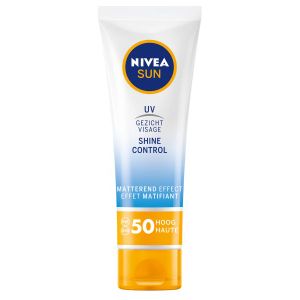 NIVEA
SUN
UV
GEZICHT
VISAGE
SHINE
CONTROL
MATTEREND EFFECT
EFFET MATIFIANT
50 HOOG
HAUTE